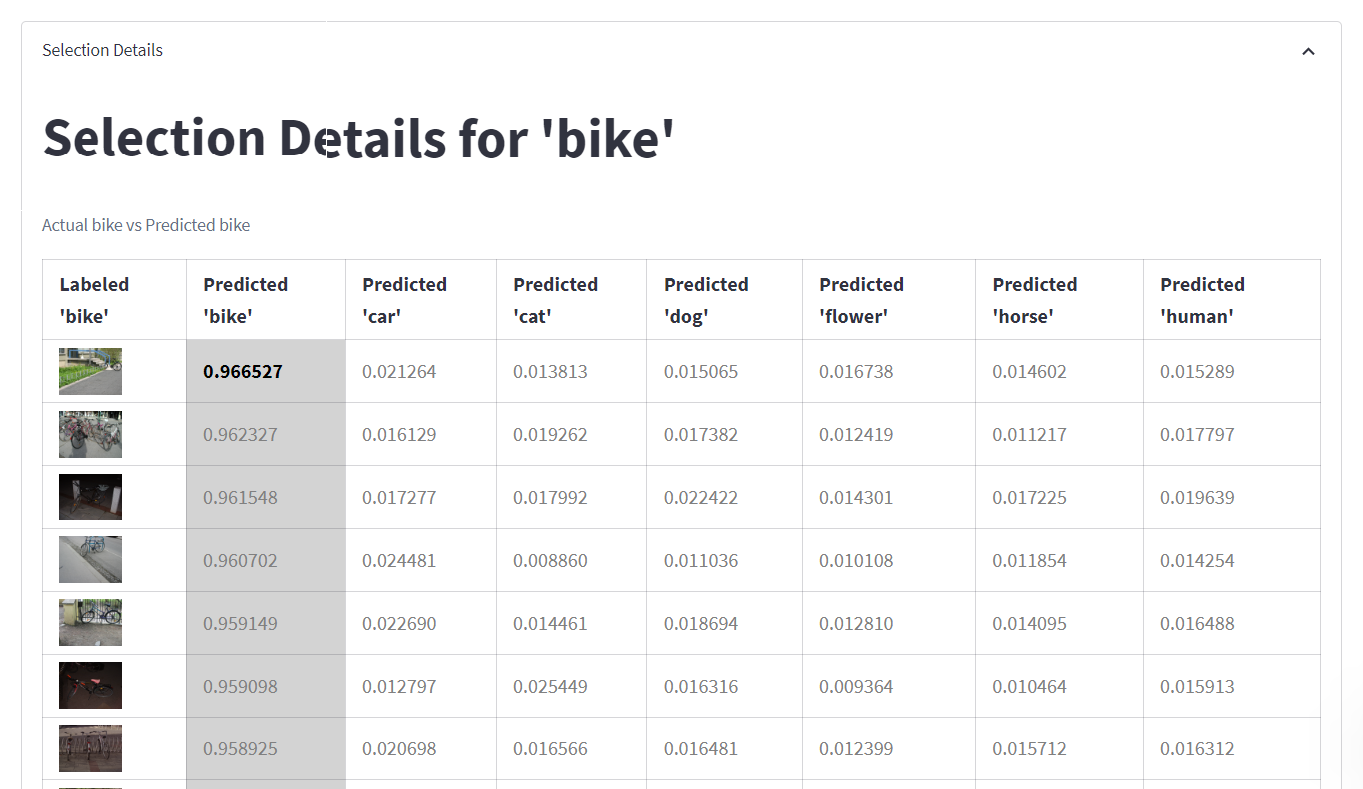 Selection Details
Selection Details for 'bike'
Actual bike vs Predicted bike
Labeled 'bike' Predicted 'bike' Predicted 'car' Predicted 'cat' Predicted 'dog' Predicted 'flower' Predicted 'horse' Predicted 'human'
0.966527 0.021264 0.013813 0.015065 0.016738 0.014602 0.015289
0.962327 0.016129 0.019262 0.017382 0.012419 0.011217 0.017797
0.961548 0.017277 0.017992 0.022422 0.014301 0.017225 0.019639
0.960702 0.024481 0.008860 0.011036 0.010108 0.011854 0.014254
0.959149 0.022690 0.014461 0.018694 0.012810 0.014095 0.016488
0.959098 0.012797 0.025449 0.016316 0.009364 0.010464 0.015913
0.958925 0.020698 0.016566 0.016481 0.012399 0.015712 0.016312